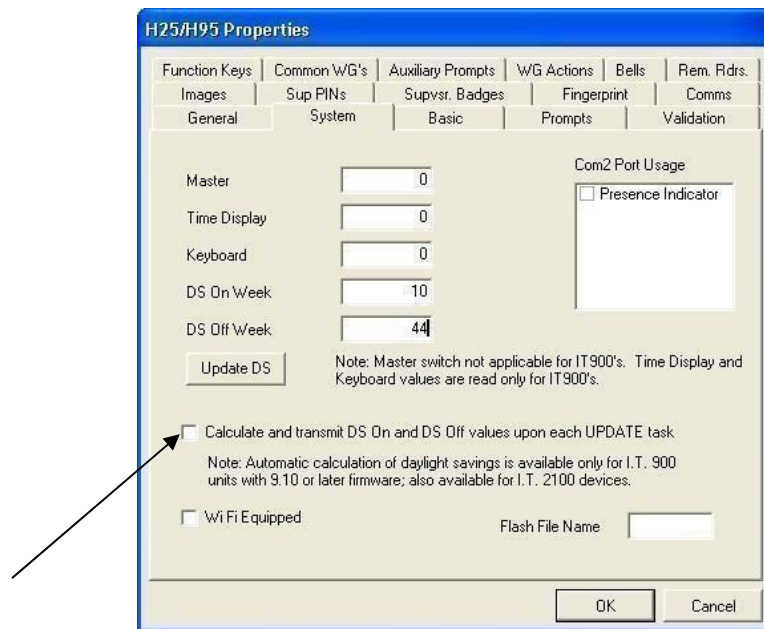 H25/H95 Properties
Function Keys Common WG's Auxiliary Prompts WG Actions Bells Rem. Rdrs.
Images Sup PINs Supvsr. Badges Fingerprint Comms
General System Basic Prompts Validation
Com2 Port Usage
Master 0
Presence Indicator
Time Display 0
Keyboard 0
DS On Week 10
DS Off Week 44
Update DS
Note: Master switch not applicable for IT900's. Time Display and
Keyboard values are read only for IT900's.
Calculate and transmit DS On and DS Off values upon each UPDATE task
Note: Automatic calculation of daylight savings is available only for I.T. 900
units with 9.10 or later firmware; also available for I.T. 2100 devices.
Wi Fi Equipped
Flash File Name
OK Cancel